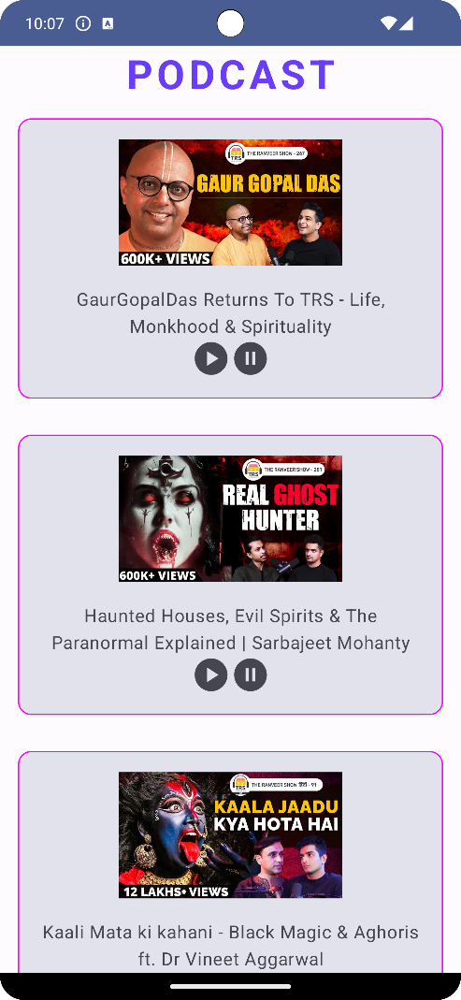 10:07
PODCAST
TRS
THE RANVEER SHOW - 267
GAUR GOPAL DAS
600K+ VIEWS
GaurGopalDas Returns To TRS - Life,
Monkhood & Spirituality
TRS
THE RANVEER SHOW - 261
REAL GHOST
HUNTER
600K+ VIEWS
Haunted Houses, Evil Spirits & The
Paranormal Explained | Sarbajeet Mohanty
TRS
THE RANVEER SHOW हिंदी - 91
KAALA JAADU
KYA HOTA HAI
12 LAKHS+ VIEWS
Kaali Mata ki kahani - Black Magic & Aghoris
ft. Dr Vineet Aggarwal